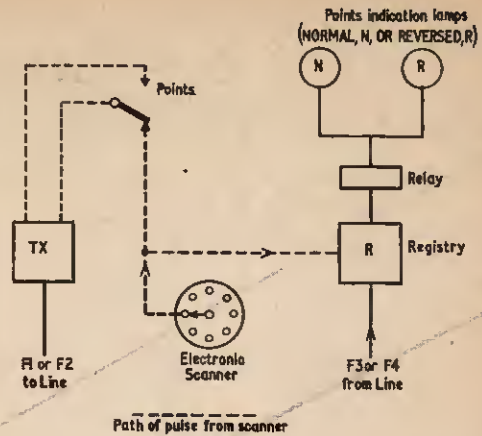 Points indication lamps
(NORMAL, N, OR REVERSED, R)
N
R
Points
Relay
TX
R
Registry
F1 or F2
to Line
Electronic
Scanner
F3 or F4
from Line
Path of pulse from scanner